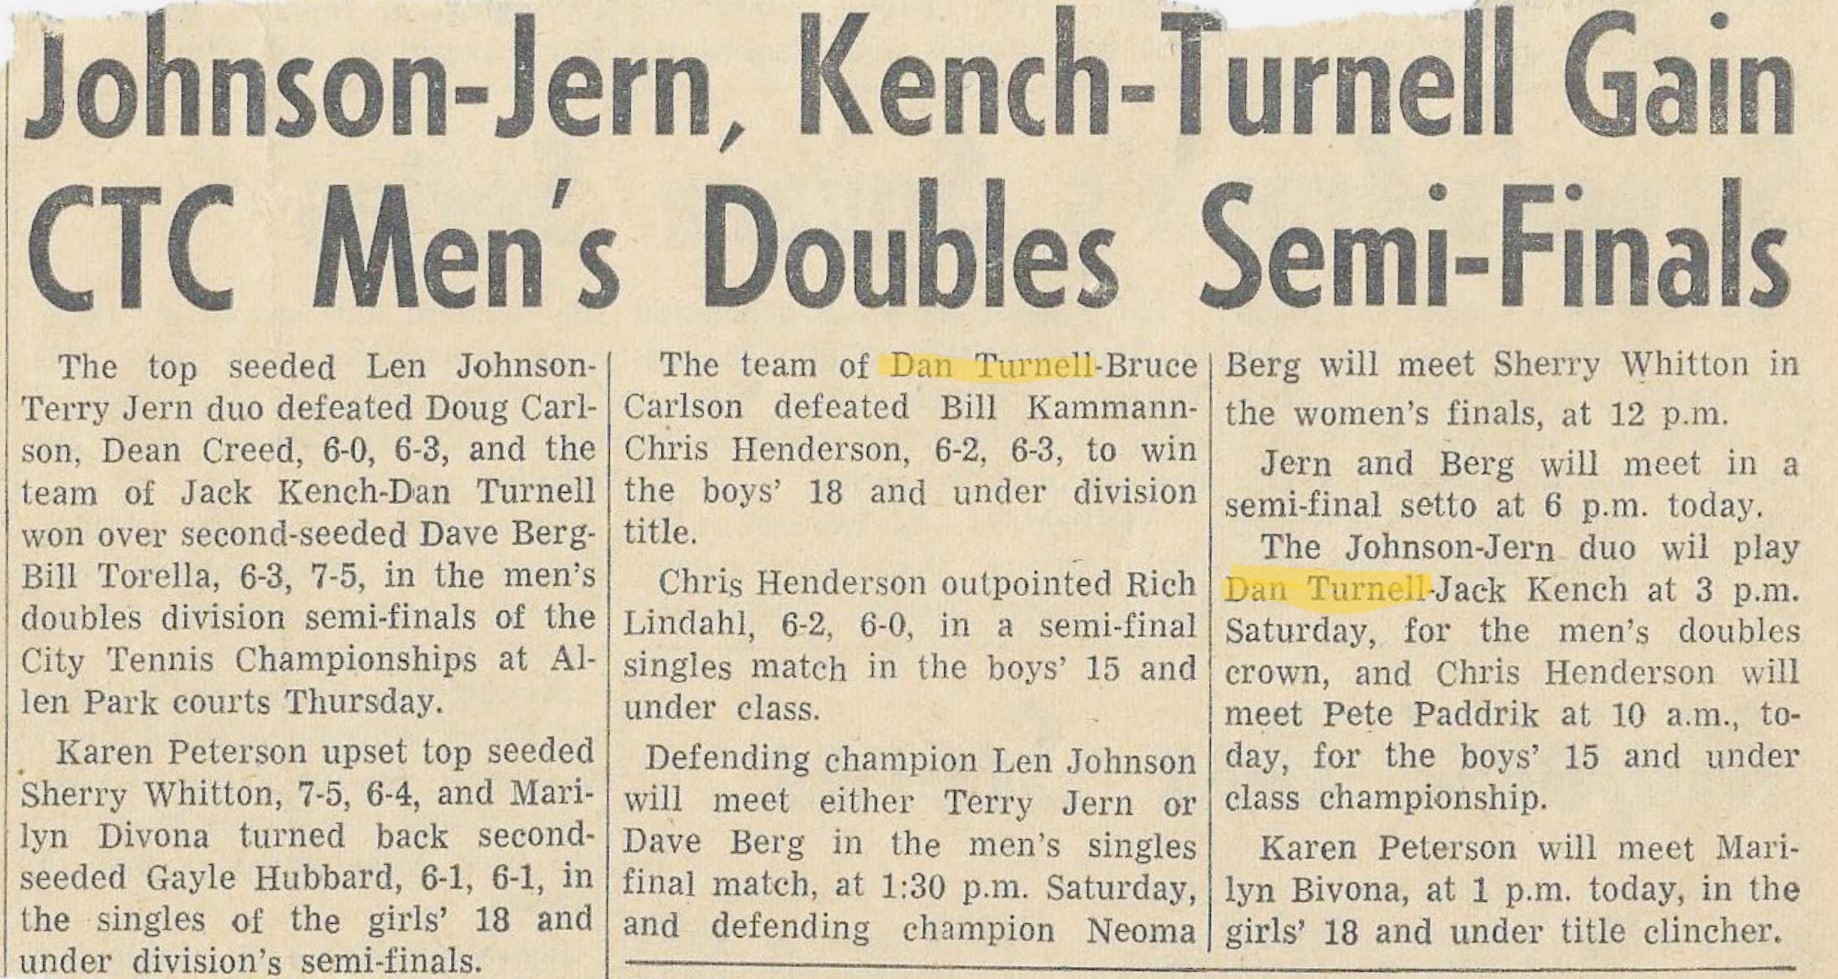 Johnson-Jern, Kench-Turnell Gain
CTC Men's Doubles Semi-Finals
The top seeded Len Johnson-
Terry Jern duo defeated Doug Carl-
son, Dean Creed, 6-0, 6-3, and the
team of Jack Kench-Dan Turnell
won over second-seeded Dave Berg-
Bill Torella, 6-3, 7-5, in the men's
doubles division semi-finals of the
City Tennis Championships at Al-
len Park courts Thursday.
Karen Peterson upset top seeded
Sherry Whitton, 7-5, 6-4, and Mari-
lyn Divona turned back second-
seeded Gayle Hubbard, 6-1, 6-1, in
the singles of the girls' 18 and
under division's semi-finals.
The team of Dan Turnell-Bruce
Carlson defeated Bill Kammann-
Chris Henderson, 6-2, 6-3, to win
the boys' 18 and under division
title.
Chris Henderson outpointed Rich
Lindahl, 6-2, 6-0, in a semi-final
singles match in the boys' 15 and
under class.
Defending champion Len Johnson
will meet either Terry Jern or
Dave Berg in the men's singles
final match, at 1:30 p.m. Saturday,
and defending champion Neoma
Berg will meet Sherry Whitton in
the women's finals, at 12 p.m.
Jern and Berg will meet in a
semi-final setto at 6 p.m. today.
The Johnson-Jern duo wil play
Dan Turnell-Jack Kench at 3 p.m.
Saturday, for the men's doubles
crown, and Chris Henderson will
meet Pete Paddrik at 10 a.m., to-
day, for the boys' 15 and under
class championship.
Karen Peterson will meet Mari-
lyn Bivona, at 1 p.m. today, in the
girls' 18 and under title clincher.